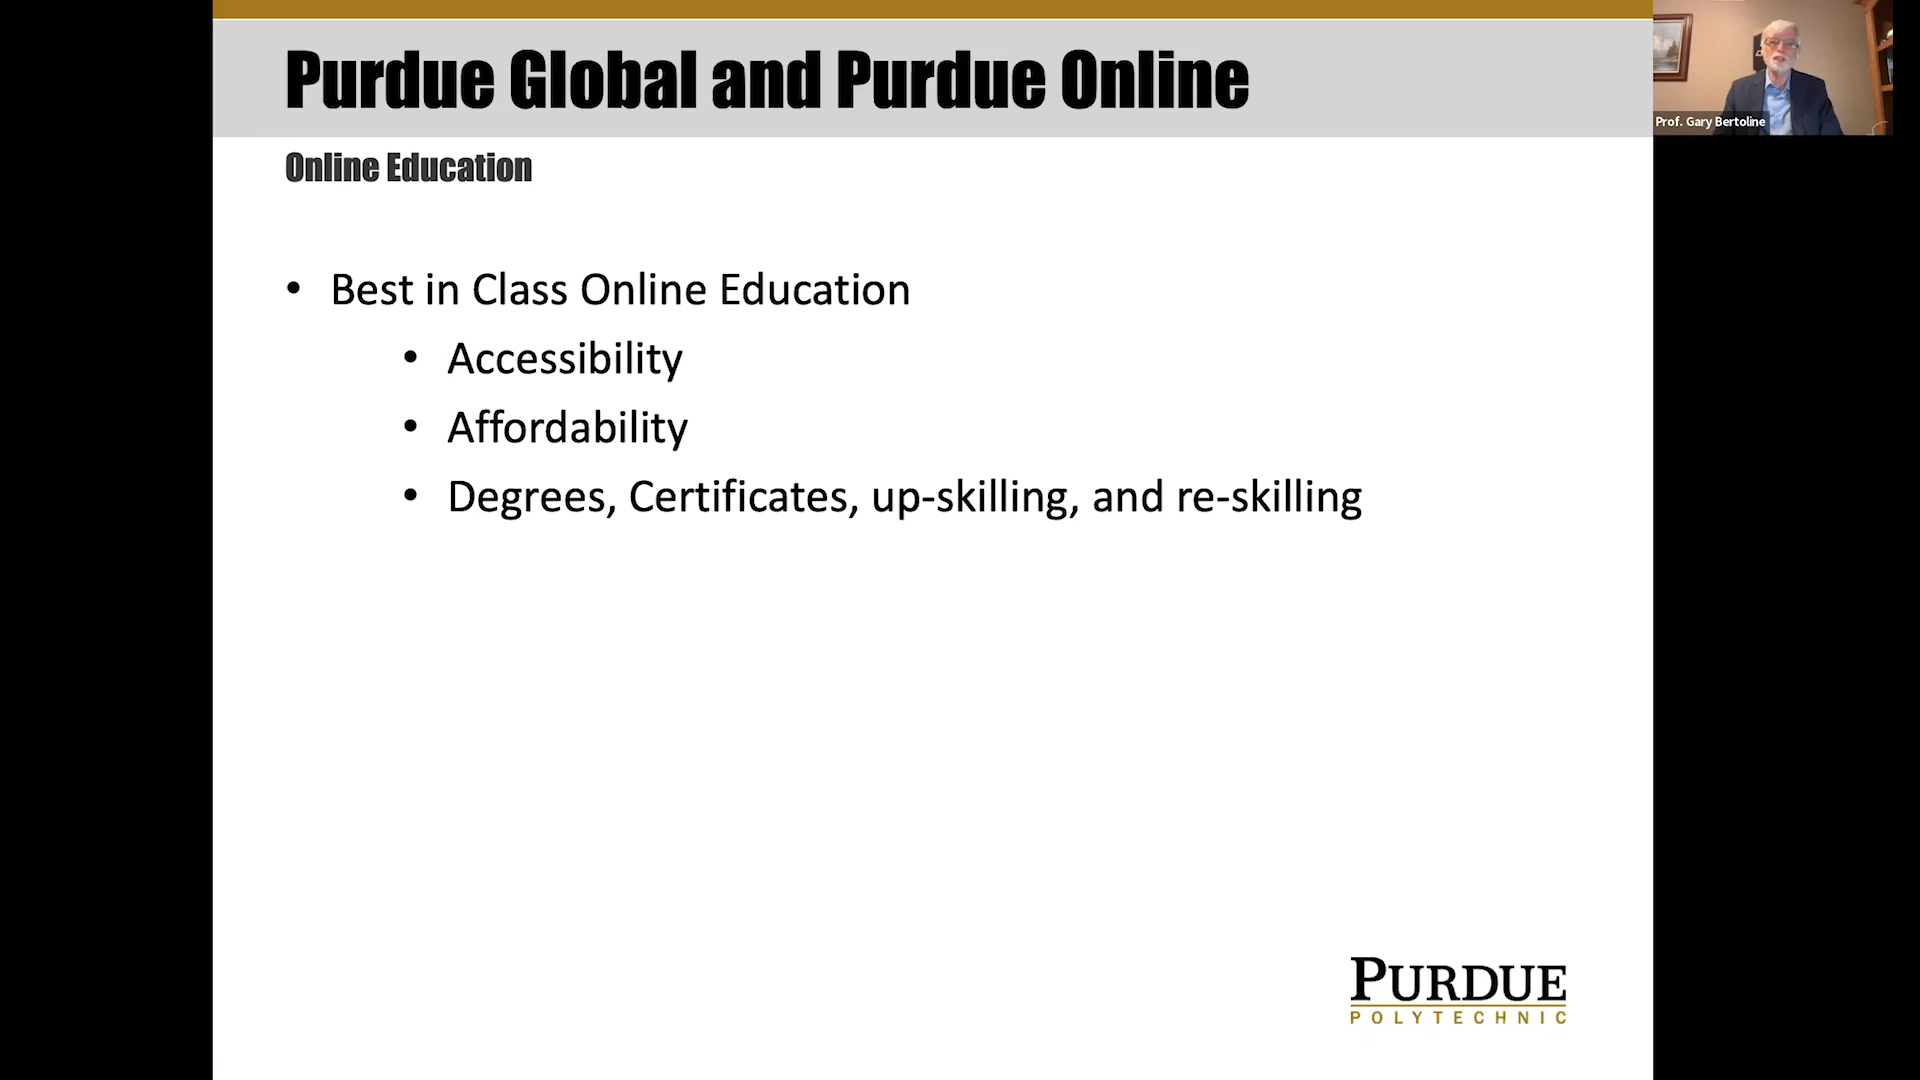 Purdue Global and Purdue Online
Prof. Gary Bertoline
Online Education
• Best in Class Online Education
• Accessibility
• Affordability
• Degrees, Certificates, up-skilling, and re-skilling
PURDUE
POLYTECHNIC